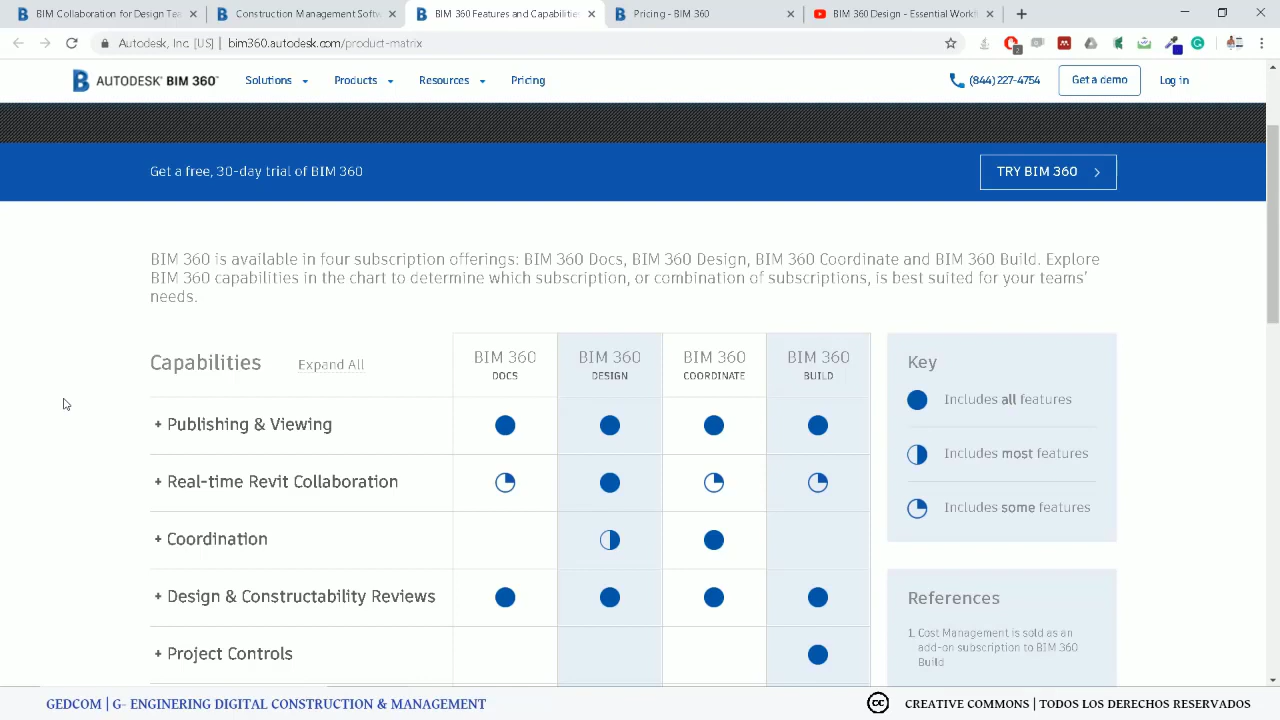 BIM Collaboration for Design Tea
Construction Management Softw
BIM 360 Features and Capabilities
Pricing - BIM 360
BIM 360 Design - Essential Workfl
Autodesk, Inc. [US] | bim360.autodesk.com/product-matrix
2
B AUTODESK® BIM 360™
Solutions
Products
Resources
Pricing
(844) 227-4754
Get a demo
Log in
Get a free, 30-day trial of BIM 360
TRY BIM 360
BIM 360 is available in four subscription offerings: BIM 360 Docs, BIM 360 Design, BIM 360 Coordinate and BIM 360 Build. Explore
BIM 360 capabilities in the chart to determine which subscription, or combination of subscriptions, is best suited for your teams’
needs.
Capabilities
Expand All
BIM 360
DOCS
BIM 360
DESIGN
BIM 360
COORDINATE
BIM 360
BUILD
+ Publishing & Viewing
+ Real-time Revit Collaboration
+ Coordination
+ Design & Constructability Reviews
+ Project Controls
Key
Includes all features
Includes most features
Includes some features
References
1. Cost Management is sold as an
add-on subscription to BIM 360
Build
GEDCOM | G- ENGINERING DIGITAL CONSTRUCTION & MANAGEMENT
cc
CREATIVE COMMONS | TODOS LOS DERECHOS RESERVADOS